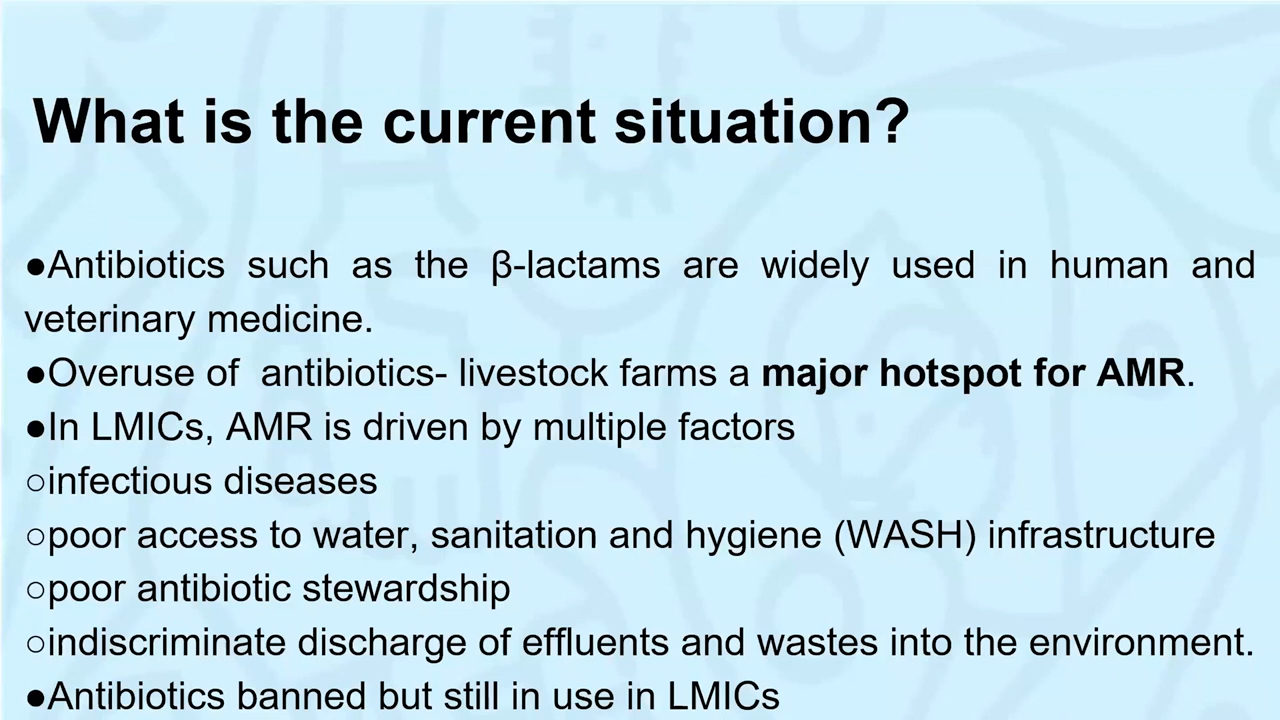 What is the current situation?
●Antibiotics such as the β-lactams are widely used in human and
veterinary medicine.
●Overuse of  antibiotics- livestock farms a major hotspot for AMR.
●In LMICs, AMR is driven by multiple factors
○infectious diseases
○poor access to water, sanitation and hygiene (WASH) infrastructure
○poor antibiotic stewardship
○indiscriminate discharge of effluents and wastes into the environment.
●Antibiotics banned but still in use in LMICs